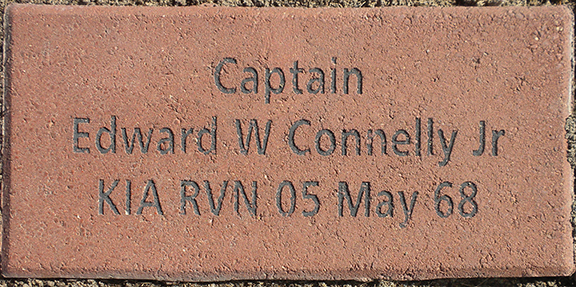 Captain
Edward W Connelly Jr
KIA RVN 05 May 68